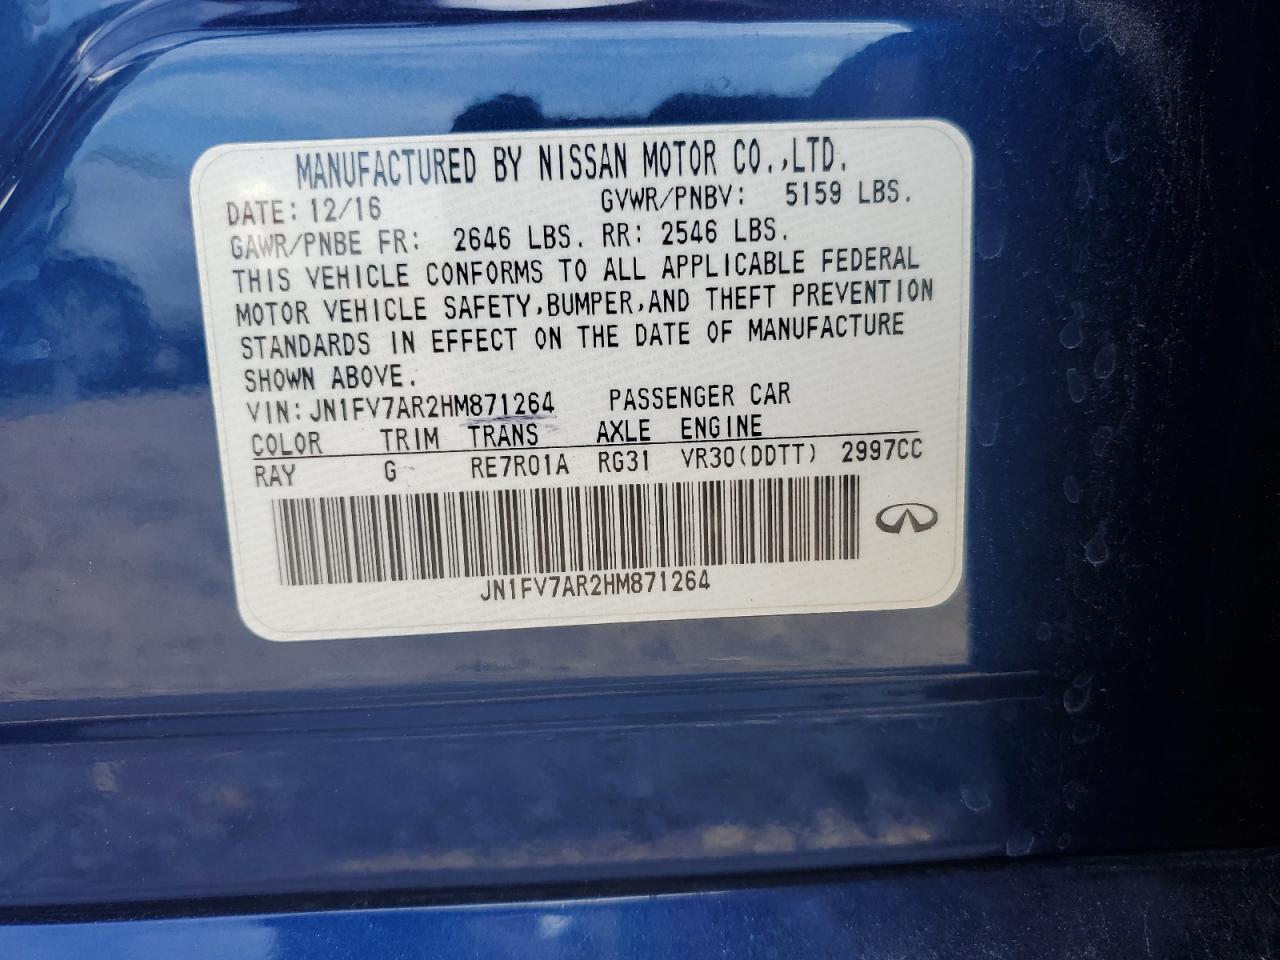 MANUFACTURED BY NISSAN MOTOR CO.,LTD.
DATE: 12/16 GVWR/PNBV: 5159 LBS.
GAWR/PNBE FR: 2646 LBS. RR: 2546 LBS.
THIS VEHICLE CONFORMS TO ALL APPLICABLE FEDERAL
MOTOR VEHICLE SAFETY,BUMPER,AND THEFT PREVENTION
STANDARDS IN EFFECT ON THE DATE OF MANUFACTURE
SHOWN ABOVE.
VIN: JN1FV7AR2HM871264 PASSENGER CAR
COLOR TRIM TRANS AXLE ENGINE
RAY G RE7R01A RG31 VR30(DDTT) 2997CC
JN1FV7AR2HM871264